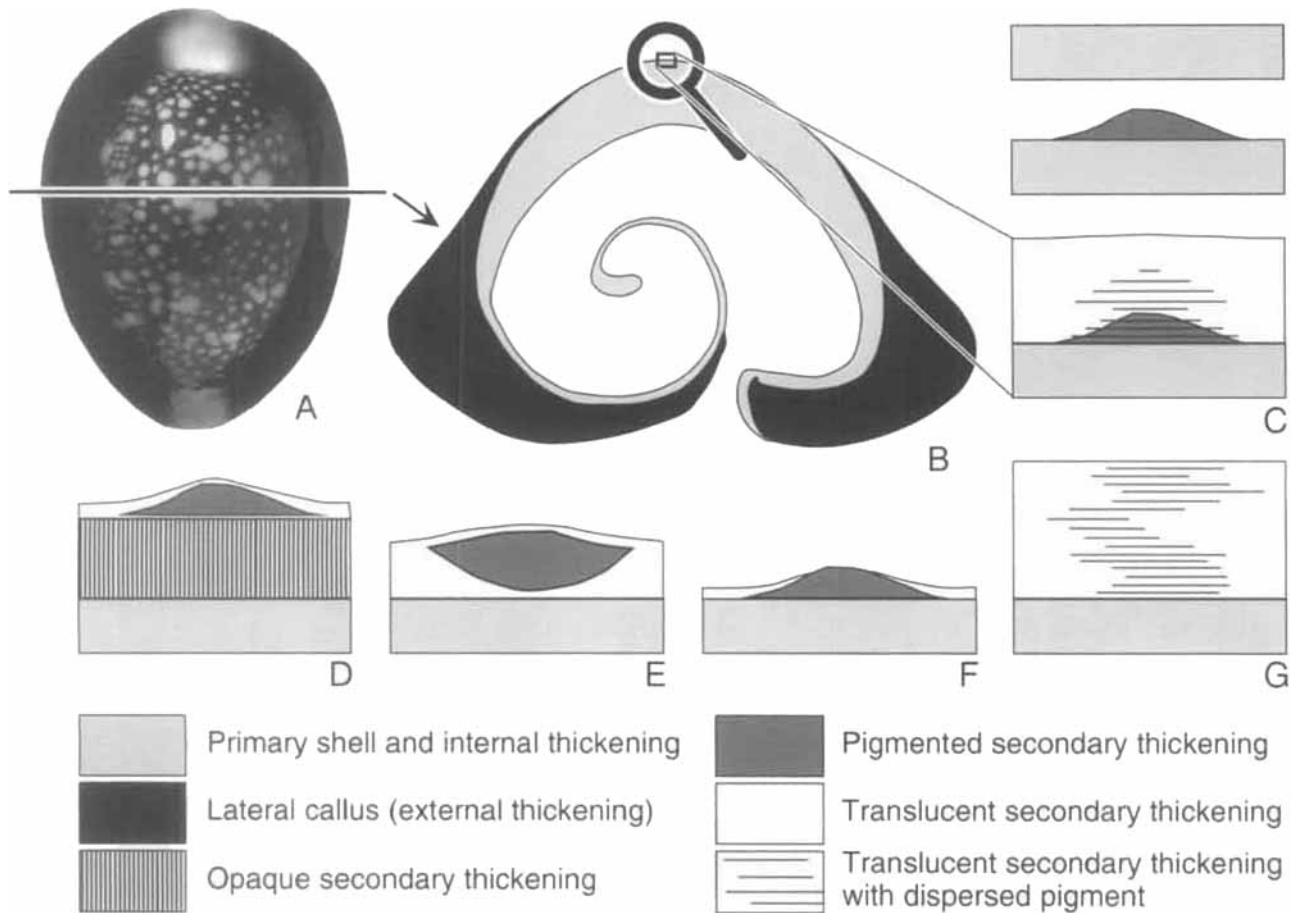 A
B
C
D
E
F
G
Primary shell and internal thickening
Lateral callus (external thickening)
Opaque secondary thickening
Pigmented secondary thickening
Translucent secondary thickening
Translucent secondary thickening
with dispersed pigment